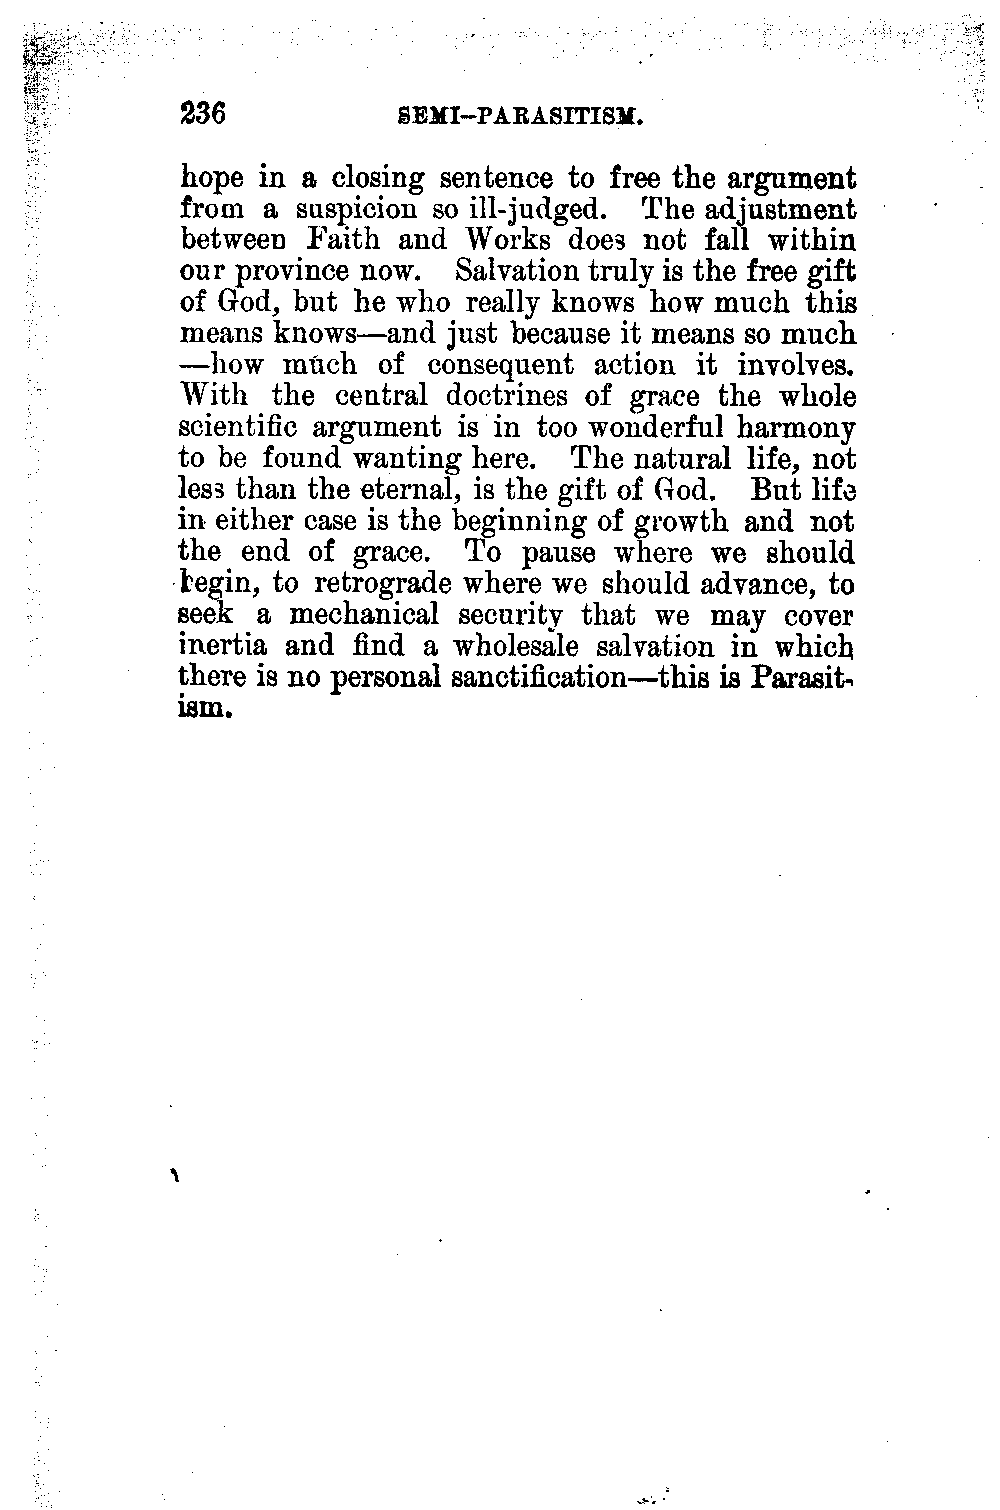 236 SEMI-PARASITISM.
hope in a closing sentence to free the argument
from a suspicion so ill-judged. The adjustment
between Faith and Works does not fall within
our province now. Salvation truly is the free gift
of God, but he who really knows how much this
means knows—and just because it means so much
—how much of consequent action it involves.
With the central doctrines of grace the whole
scientific argument is in too wonderful harmony
to be found wanting here. The natural life, not
less than the eternal, is the gift of God. But life
in either case is the beginning of growth and not
the end of grace. To pause where we should
begin, to retrograde where we should advance, to
seek a mechanical security that we may cover
inertia and find a wholesale salvation in which
there is no personal sanctification—this is Parasit-
ism.